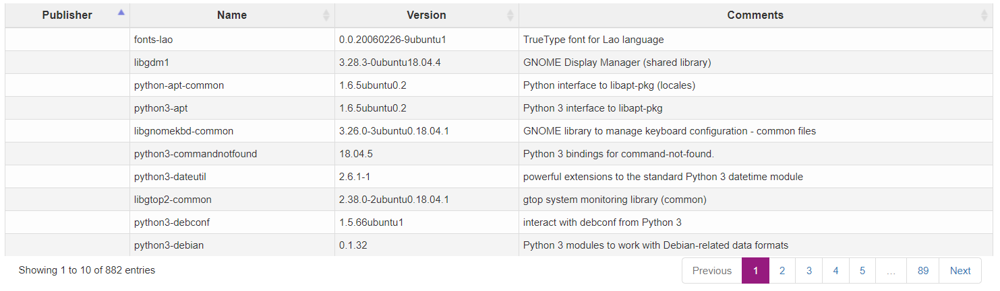 Publisher Name Version Comments
fonts-lao 0.0.20060226-9ubuntu1 TrueType font for Lao language
libgdm1 3.28.3-0ubuntu18.04.4 GNOME Display Manager (shared library)
python-apt-common 1.6.5ubuntu0.2 Python interface to libapt-pkg (locales)
python3-apt 1.6.5ubuntu0.2 Python 3 interface to libapt-pkg
libgnomekbd-common 3.26.0-3ubuntu0.18.04.1 GNOME library to manage keyboard configuration - common files
python3-commandnotfound 18.04.5 Python 3 bindings for command-not-found.
python3-dateutil 2.6.1-1 powerful extensions to the standard Python 3 datetime module
libgtop2-common 2.38.0-2ubuntu0.18.04.1 gtop system monitoring library (common)
python3-debconf 1.5.66ubuntu1 interact with debconf from Python 3
python3-debian 0.1.32 Python 3 modules to work with Debian-related data formats
Showing 1 to 10 of 882 entries Previous 1 2 3 4 5 … 89 Next